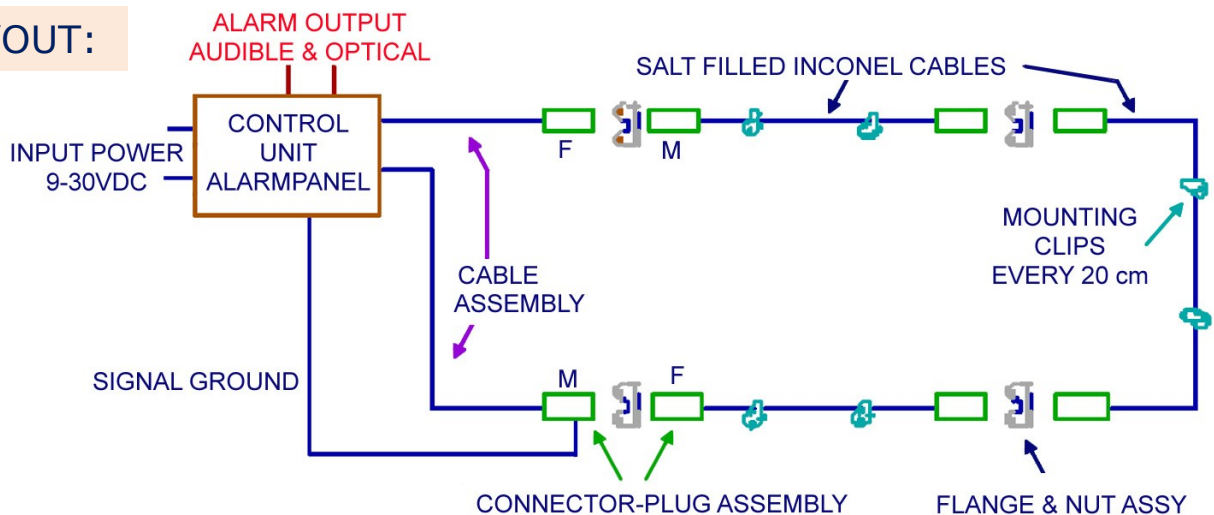 OUT:
ALARM OUTPUT
AUDIBLE & OPTICAL
SALT FILLED INCONEL CABLES
CONTROL
UNIT
ALARMPANEL
INPUT POWER
9-30VDC
F
M
MOUNTING
CLIPS
EVERY 20 cm
CABLE
ASSEMBLY
SIGNAL GROUND
M
F
CONNECTOR-PLUG ASSEMBLY
FLANGE & NUT ASSY